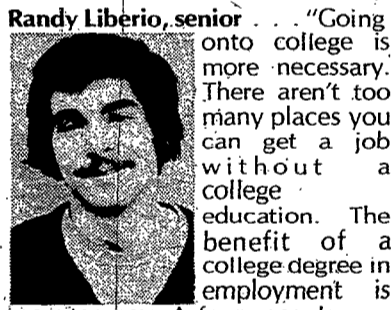 Randy Liberio, senior . . . "Going
onto college is
more necessary.
There aren't too
many places you
can get a job
without a
college
education. The
benefit of a
college degree in
employment is